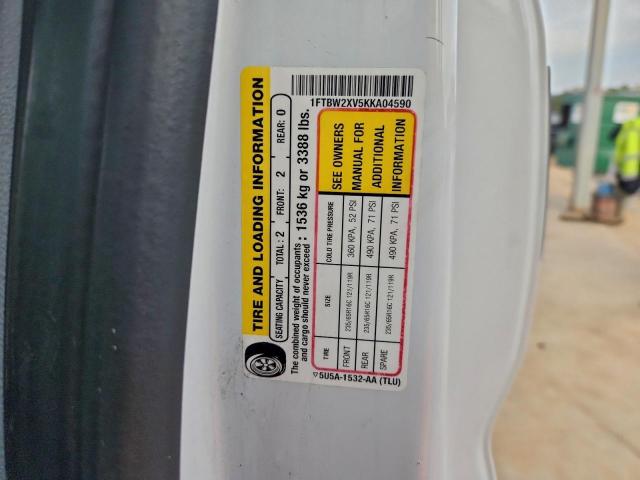 1FTBW2XV5KKA04590
TIRE AND LOADING INFORMATION
SEATING CAPACITY TOTAL: 2 FRONT: 2 REAR: 0
The combined weight of occupants and cargo should never exceed : 1536 kg or 3388 lbs.
TIRE SIZE COLD TIRE PRESSURE SEE OWNERS
FRONT 235/65R16C 121/119R 360 KPA, 52 PSI MANUAL FOR
REAR 235/65R16C 121/119R 490 KPA, 71 PSI ADDITIONAL
SPARE 235/65R16C 121/119R 490 KPA, 71 PSI INFORMATION
▽5U5A-1532-AA (TLU)